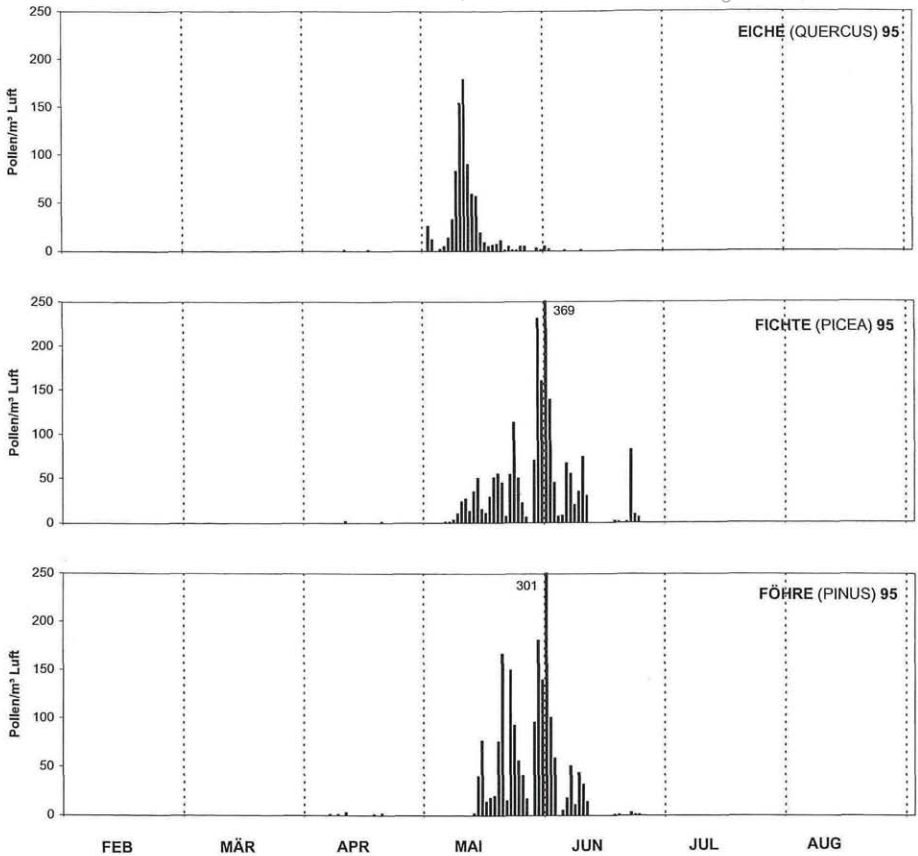 250
EICHE (QUERCUS) 95
200
150
100
50
0
Pollen/m³ Luft
250
369
FICHTE (PICEA) 95
200
150
100
50
0
Pollen/m³ Luft
250
301
FÖHRE (PINUS) 95
200
150
100
50
0
Pollen/m³ Luft
FEB MÄR APR MAI JUN JUL AUG